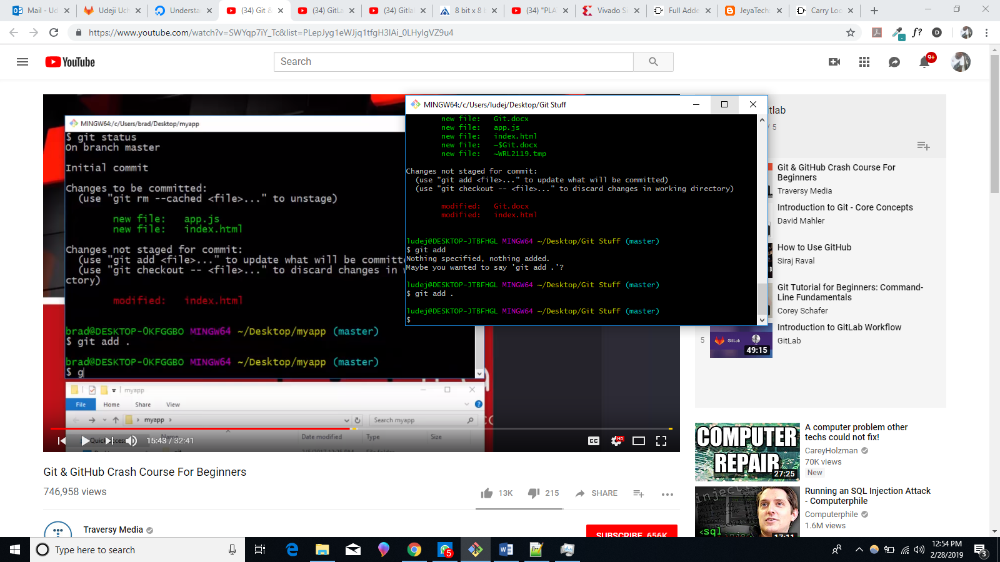 Mail - Ud
Udeji Uch
Understa
(34) Git &
(34) GitLa
(34) Gitla
8 bit x 8 b
(34) "PLA
Vivado Si
Full Adde
JeyaTech
Carry Loo
https://www.youtube.com/watch?v=SWYqp7iY_Tc&list=PLepJyg1eWJjq1tfgH3IAi_0LHyIgVZ9u4
f?
D
YouTube
Search
9+
MINGW64:/c/Users/brad/Desktop/myapp
$ git status
On branch master
Initial commit
Changes to be committed:
(use "git rm --cached <file>..." to unstage)
new file: app.js
new file: index.html
Changes not staged for commit:
(use "git add <file>..." to update what will be committ
(use "git checkout -- <file>..." to discard changes in
ctory)
modified: index.html
brad@DESKTOP-OKFGGBO MINGW64 ~/Desktop/myapp (master)
$ git add .
brad@DESKTOP-OKFGGBO MINGW64 ~/Desktop/myapp (master)
$ g
myapp
File Home Share View
myapp
Search myapp
Quick access
Name Date modified Type Size
15:43 / 32:41
CC
HD
MINGW64:/c/Users/ludej/Desktop/Git Stuff
new file: Git.docx
new file: app.js
new file: index.html
new file: ~$Git.docx
new file: ~WRL2119.tmp
Changes not staged for commit:
(use "git add <file>..." to update what will be committed)
(use "git checkout -- <file>..." to discard changes in working directory)
modified: Git.docx
modified: index.html
ludej@DESKTOP-JTBFHGL MINGW64 ~/Desktop/Git Stuff (master)
$ git add
Nothing specified, nothing added.
Maybe you wanted to say 'git add .'?
ludej@DESKTOP-JTBFHGL MINGW64 ~/Desktop/Git Stuff (master)
$ git add .
ludej@DESKTOP-JTBFHGL MINGW64 ~/Desktop/Git Stuff (master)
$
tlab
/ 5
Git & GitHub Crash Course For
Beginners
Traversy Media
Introduction to Git - Core Concepts
David Mahler
How to Use GitHub
Siraj Raval
Git Tutorial for Beginners: Command-
Line Fundamentals
Corey Schafer
5
GitLab
49:15
Introduction to GitLab Workflow
GitLab
Git & GitHub Crash Course For Beginners
746,958 views
13K
215
SHARE
Traversy Media
SUBSCRIBE 656K
COMPUTER
REPAIR
27:25
A computer problem other
techs could not fix!
CareyHolzman
70K views
New
injec
<sql
17:11
Running an SQL Injection Attack
- Computerphile
Computerphile
1.6M views
Type here to search
5
12:54 PM
2/28/2019
3